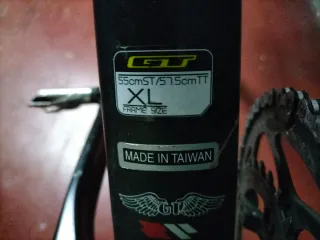 GT
55cmST/57.5cmTT
XL
FRAME SIZE
MADE IN TAIWAN
GT